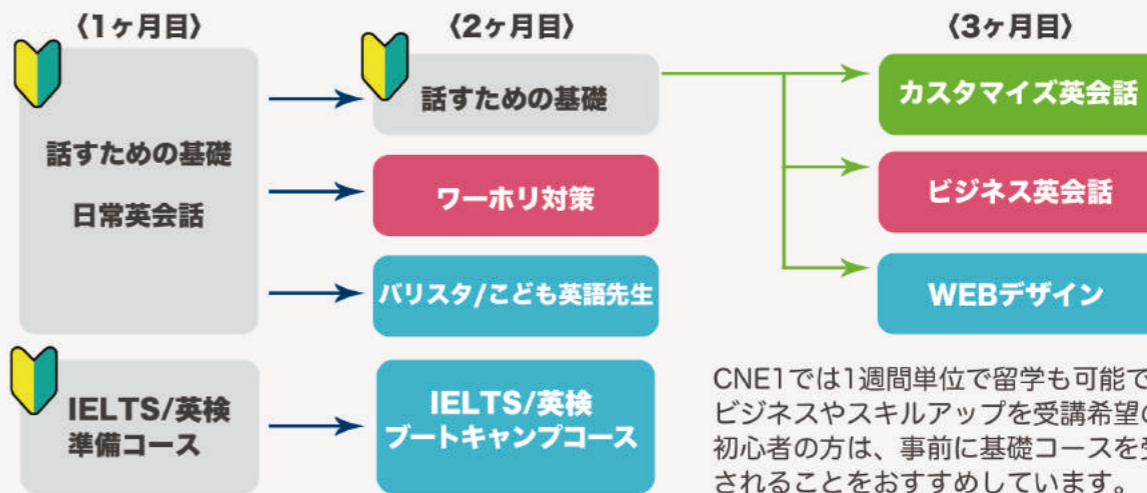 〈1ヶ月目〉
〈2ヶ月目〉
〈3ヶ月目〉
話すための基礎
日常英会話
話すための基礎
ワーホリ対策
バリスタ/こども英語先生
カスタマイズ英会話
ビジネス英会話
WEBデザイン
IELTS/英検
準備コース
IELTS/英検
ブートキャンプコース
CNE1では1週間単位で留学も可能で
ビジネスやスキルアップを受講希望
初心者の方は、事前に基礎コースを
されることをおすすめしています。